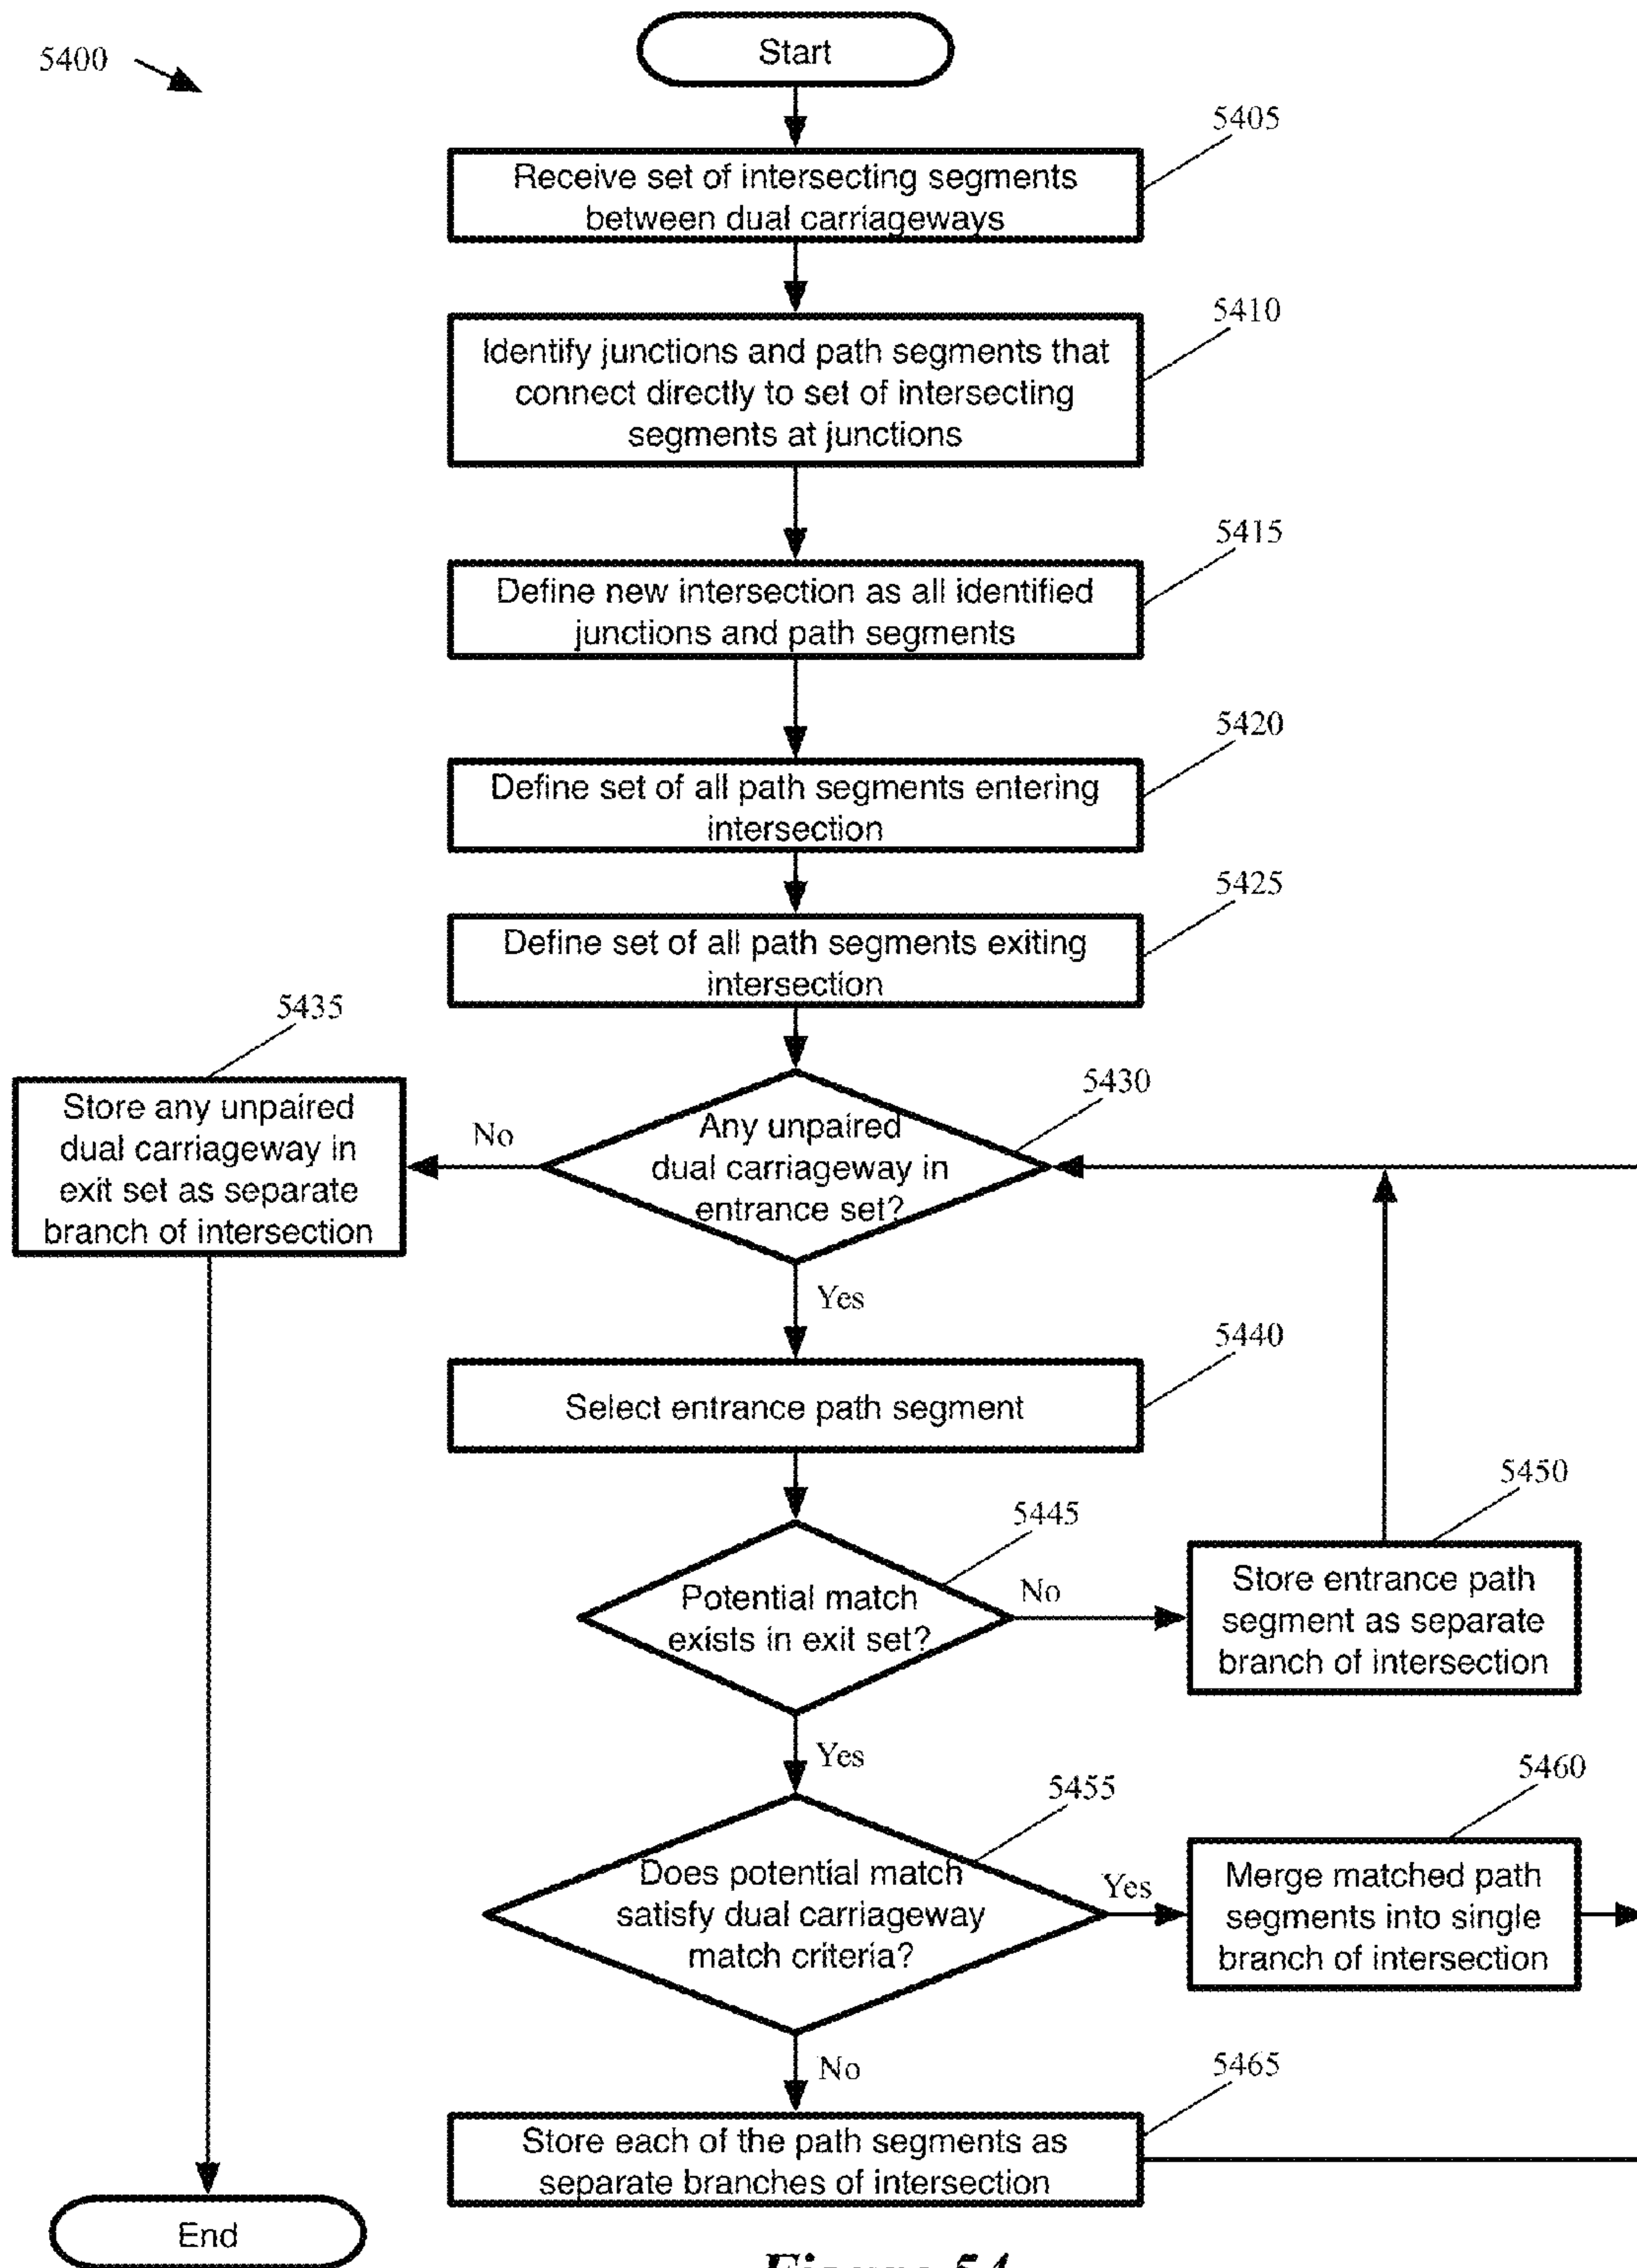 5400
Start
5405
Receive set of intersecting segments
between dual carriageways
5410
Identify junctions and path segments that
connect directly to set of intersecting
segments at junctions
5415
Define new intersection as all identified
junctions and path segments
5420
Define set of all path segments entering
intersection
5425
Define set of all path segments exiting
intersection
5435
Store any unpaired
dual carriageway in
exit set as separate
branch of intersection
No
5430
Any unpaired
dual carriageway in
entrance set?
Yes
5440
Select entrance path segment
5445
Potential match
exists in exit set?
No
5450
Store entrance path
segment as separate
branch of intersection
Yes
5455
Does potential match
satisfy dual carriageway
match criteria?
Yes
5460
Merge matched path
segments into single
branch of intersection
No
5465
Store each of the path segments as
separate branches of intersection
End
Figure 54